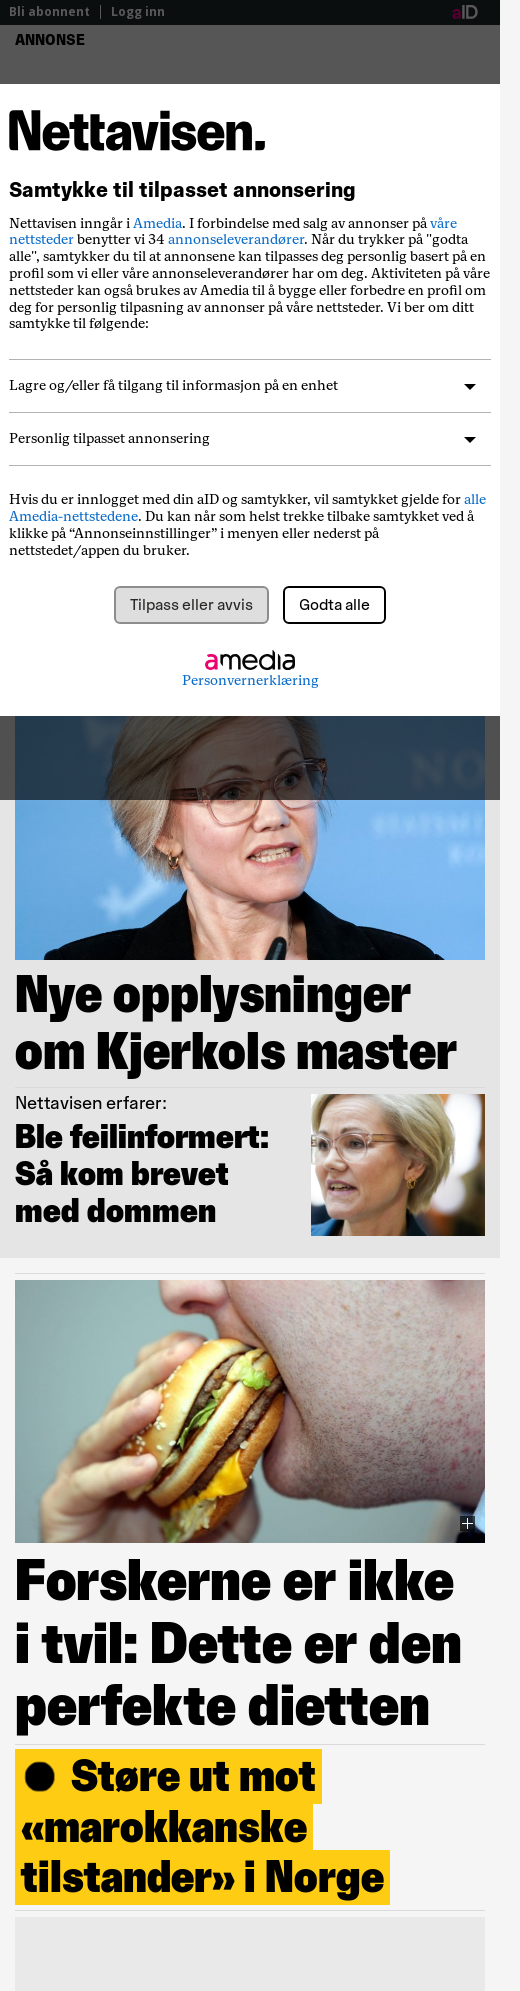 Bli abonnent
Logg inn
aID
ANNONSE
Nettavisen.
Samtykke til tilpasset annonsering
Nettavisen inngår i Amedia. I forbindelse med salg av annonser på våre
nettsteder benytter vi 34 annonseleverandører. Når du trykker på "godta
alle", samtykker du til at annonsene kan tilpasses deg personlig basert på en
profil som vi eller våre annonseleverandører har om deg. Aktiviteten på våre
nettsteder kan også brukes av Amedia til å bygge eller forbedre en profil om
deg for personlig tilpasning av annonser på våre nettsteder. Vi ber om ditt
samtykke til følgende:
Lagre og/eller få tilgang til informasjon på en enhet
Personlig tilpasset annonsering
Hvis du er innlogget med din aID og samtykker, vil samtykket gjelde for alle
Amedia-nettstedene. Du kan når som helst trekke tilbake samtykket ved å
klikke på “Annonseinnstillinger” i menyen eller nederst på
nettstedet/appen du bruker.
Tilpass eller avvis
Godta alle
amedia
Personvernerklæring
Nye opplysninger
om Kjerkols master
Nettavisen erfarer:
Ble feilinformert:
Så kom brevet
med dommen
Forskerne er ikke
i tvil: Dette er den
perfekte dietten
Støre ut mot
«marokkanske
tilstander» i Norge